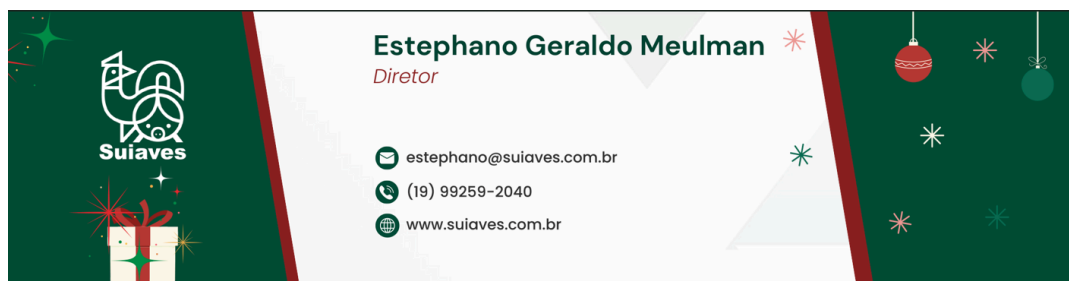 Estephano Geraldo Meulman
Diretor
Suiaves
estephano@suiaves.com.br
(19) 99259-2040
www.suiaves.com.br